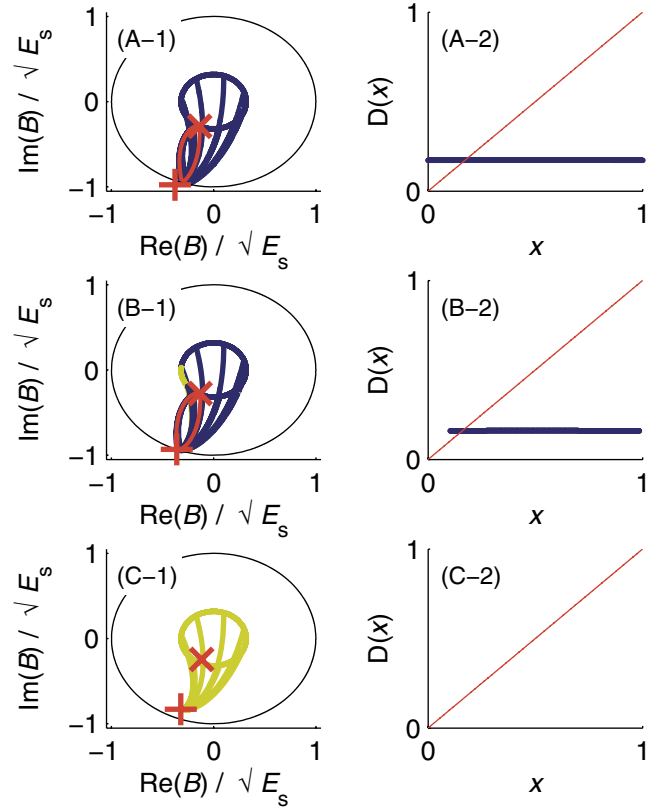 (A-1)
1
0
−1
Im(B) / √ Es
−1
0
1
Re(B) / √ Es
(A-2)
1
0
D(x)
0
1
x
(B-1)
1
0
−1
Im(B) / √ Es
−1
0
1
Re(B) / √ Es
(B-2)
1
0
D(x)
0
1
x
(C-1)
1
0
−1
Im(B) / √ Es
−1
0
1
Re(B) / √ Es
(C-2)
1
0
D(x)
0
1
x